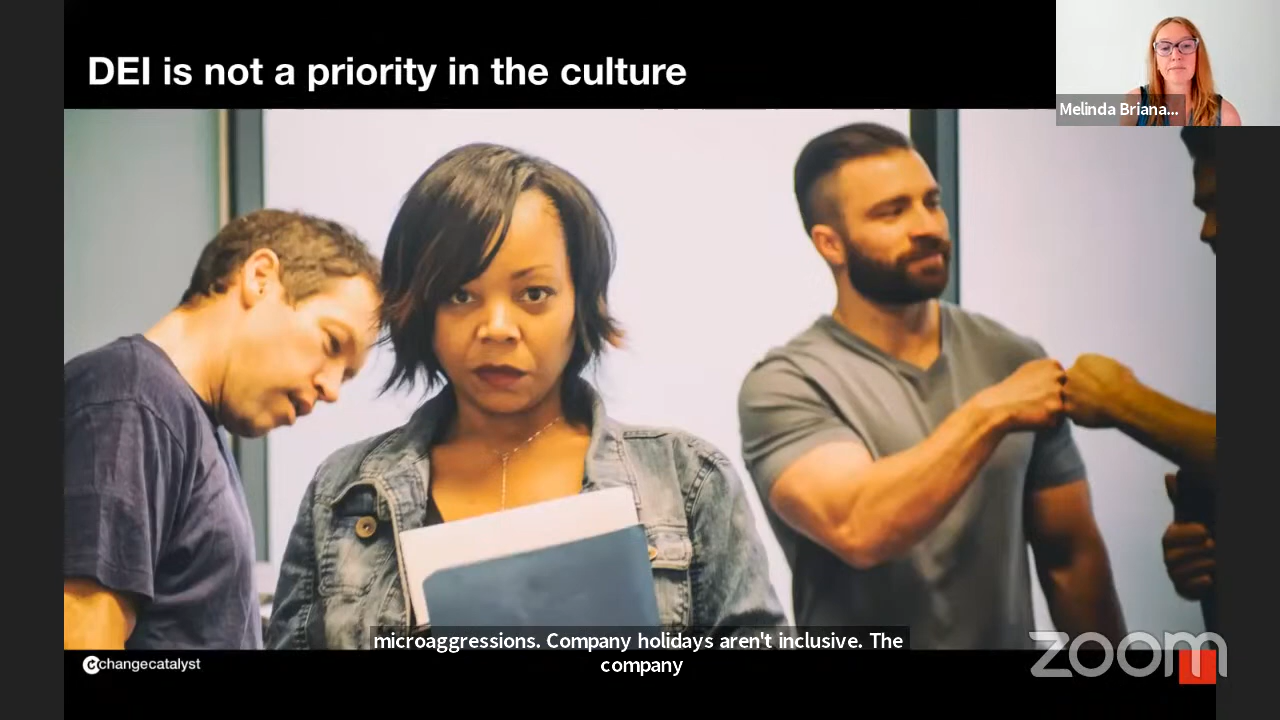 DEI is not a priority in the culture
Melinda Briana...
microaggressions. Company holidays aren't inclusive. The
company
changecatalyst
zoom